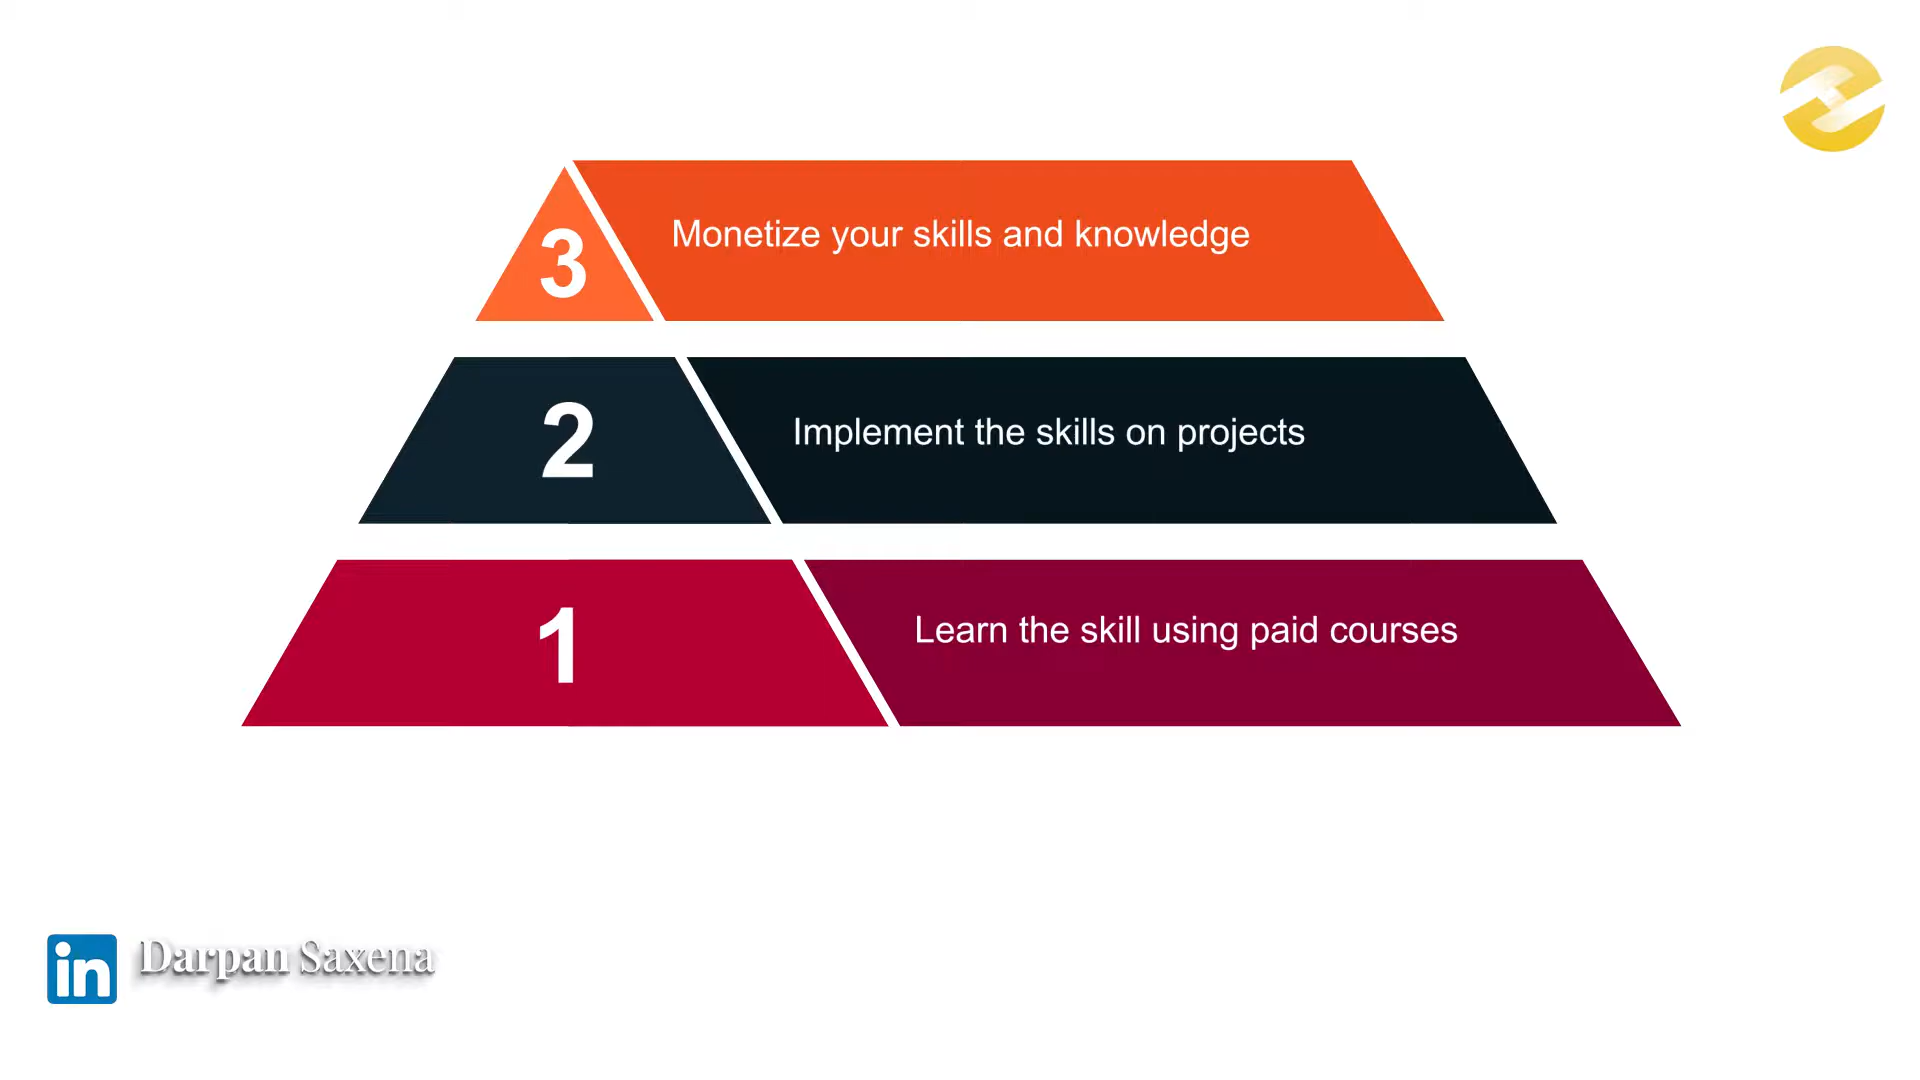 3
Monetize your skills and knowledge
2
Implement the skills on projects
1
Learn the skill using paid courses
in
Darpan Saxena